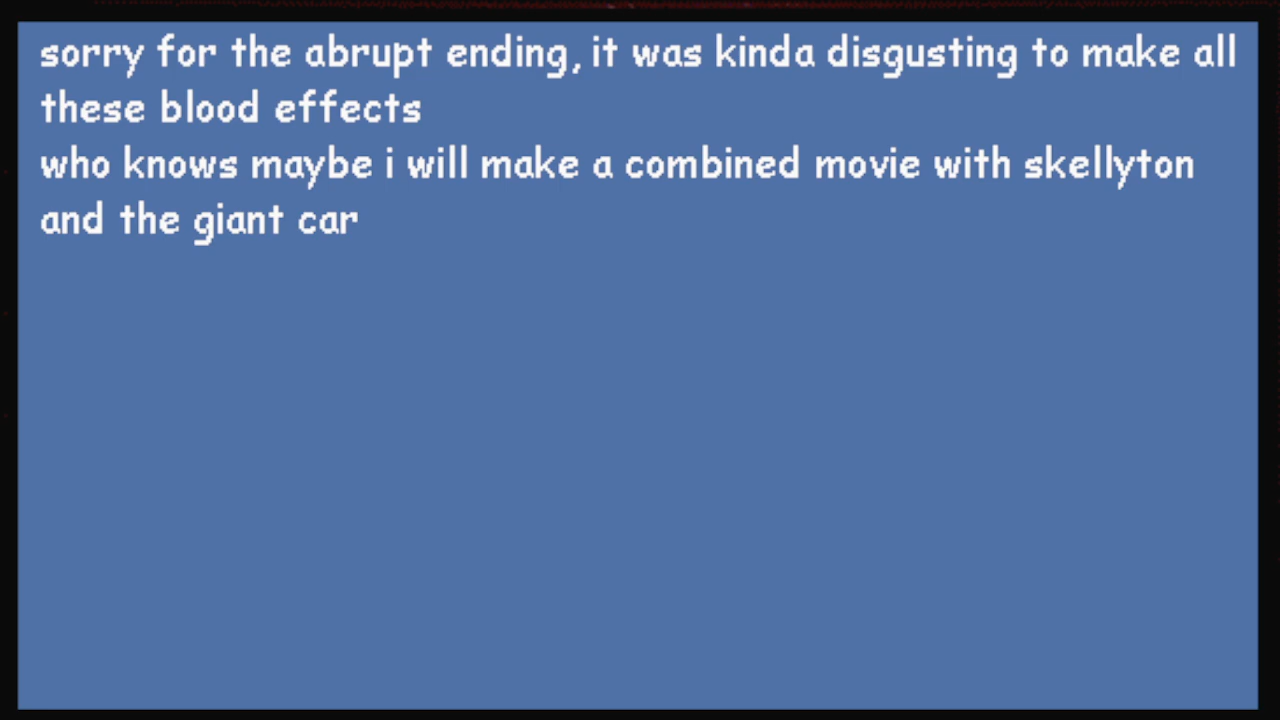 sorry for the abrupt ending, it was kinda disgusting to make all
these blood effects
who knows maybe i will make a combined movie with skellyton
and the giant car